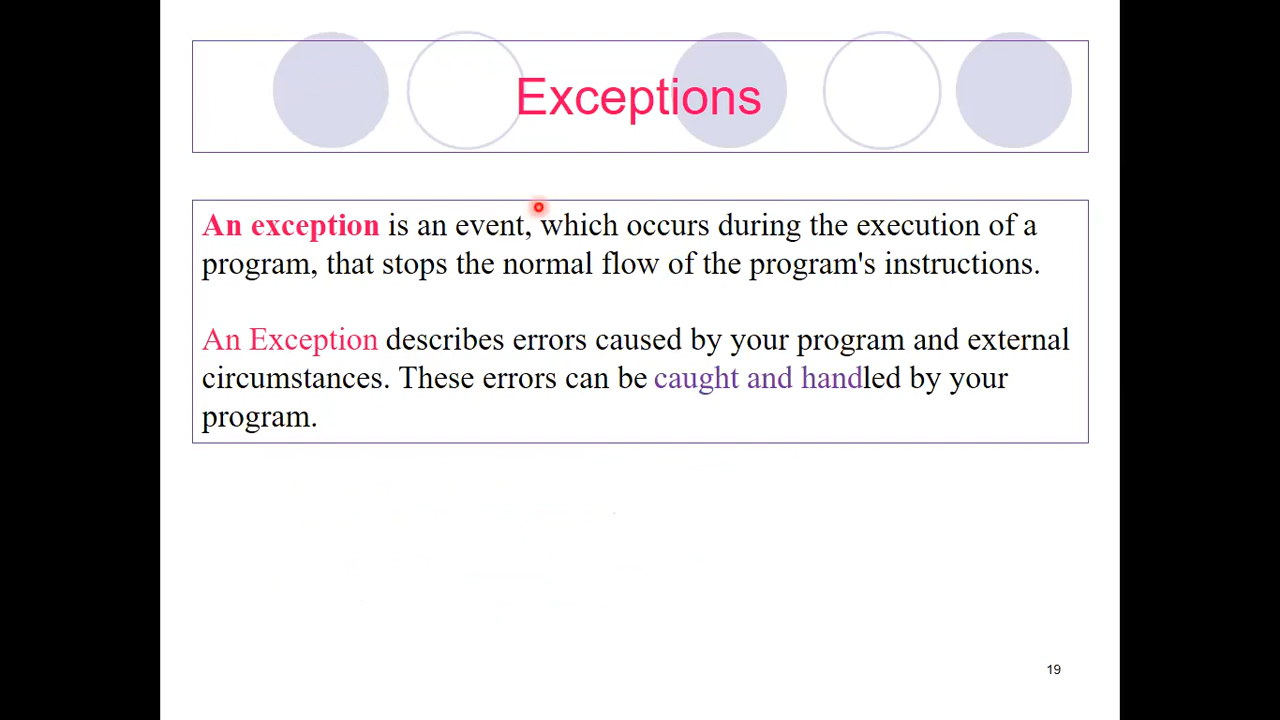 Exceptions
An exception is an event, which occurs during the execution of a
program, that stops the normal flow of the program's instructions.
An Exception describes errors caused by your program and external
circumstances. These errors can be caught and handled by your
program.
19